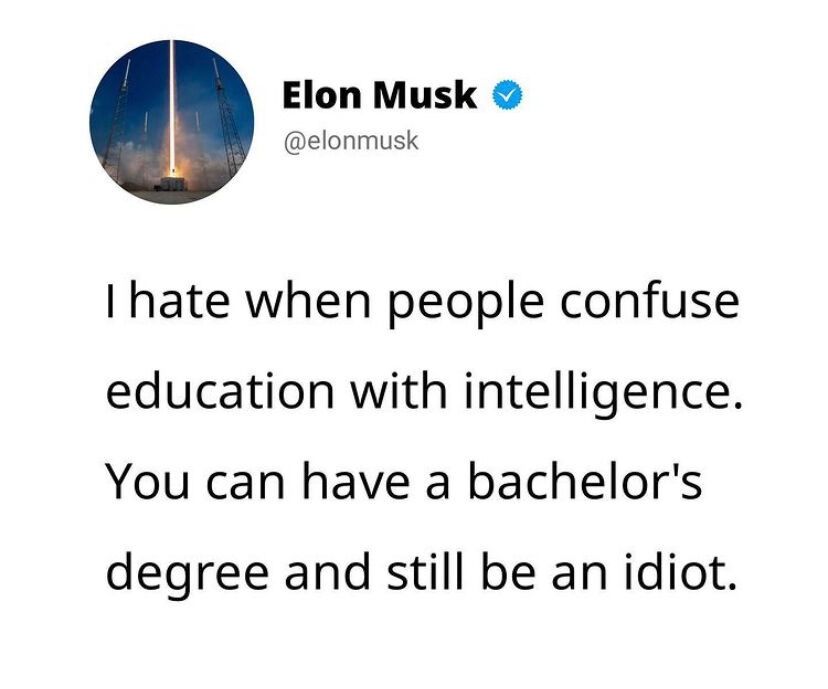 Elon Musk
@elonmusk
I hate when people confuse
education with intelligence.
You can have a bachelor's
degree and still be an idiot.